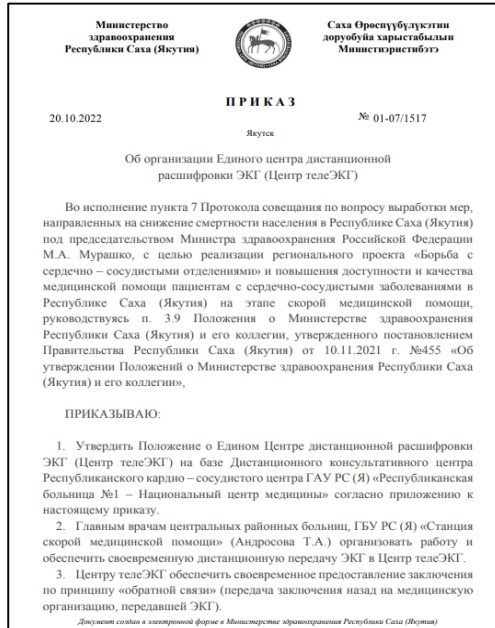 Министерство
здравоохранения
Республики Саха (Якутия)
Саха Өрөспүүбүлүкэтин
доруобуйа харыстабылын
Министиэристибэтэ
ПРИКАЗ
20.10.2022
№ 01-07/1517
Якутск
Об организации Единого центра дистанционной
расшифровки ЭКГ (Центр телеЭКГ)
Во исполнение пункта 7 Протокола совещания по вопросу выработки мер,
направленных на снижение смертности населения в Республике Саха (Якутия)
под председательством Министра здравоохранения Российской Федерации
М.А. Мурашко, с целью реализации регионального проекта «Борьба с
сердечно – сосудистыми отделениями» и повышения доступности и качества
медицинской помощи пациентам с сердечно-сосудистыми заболеваниями в
Республике Саха (Якутия) на этапе скорой медицинской помощи,
руководствуясь п. 3.9 Положения о Министерстве здравоохранения
Республики Саха (Якутия) и его коллегии, утвержденного постановлением
Правительства Республики Саха (Якутия) от 10.11.2021 г. №455 «Об
утверждении Положений о Министерстве здравоохранения Республики Саха
(Якутия) и его коллегии»,
ПРИКАЗЫВАЮ:
1. Утвердить Положение о Едином Центре дистанционной расшифровки
ЭКГ (Центр телеЭКГ) на базе Дистанционного консультативного центра
Республиканского кардио – сосудистого центра ГАУ РС (Я) «Республиканская
больница №1 – Национальный центр медицины» согласно приложению к
настоящему приказу.
2. Главным врачам центральных районных больниц, ГБУ РС (Я) «Станция
скорой медицинской помощи» (Андросова Т.А.) организовать работу и
обеспечить своевременную дистанционную передачу ЭКГ в Центр телеЭКГ.
3. Центру телеЭКГ обеспечить своевременное предоставление заключения
по принципу «обратной связи» (передача заключения назад на медицинскую
организацию, передавшей ЭКГ).
Документ создан в электронной форме в Министерстве здравоохранения Республики Саха (Якутия)